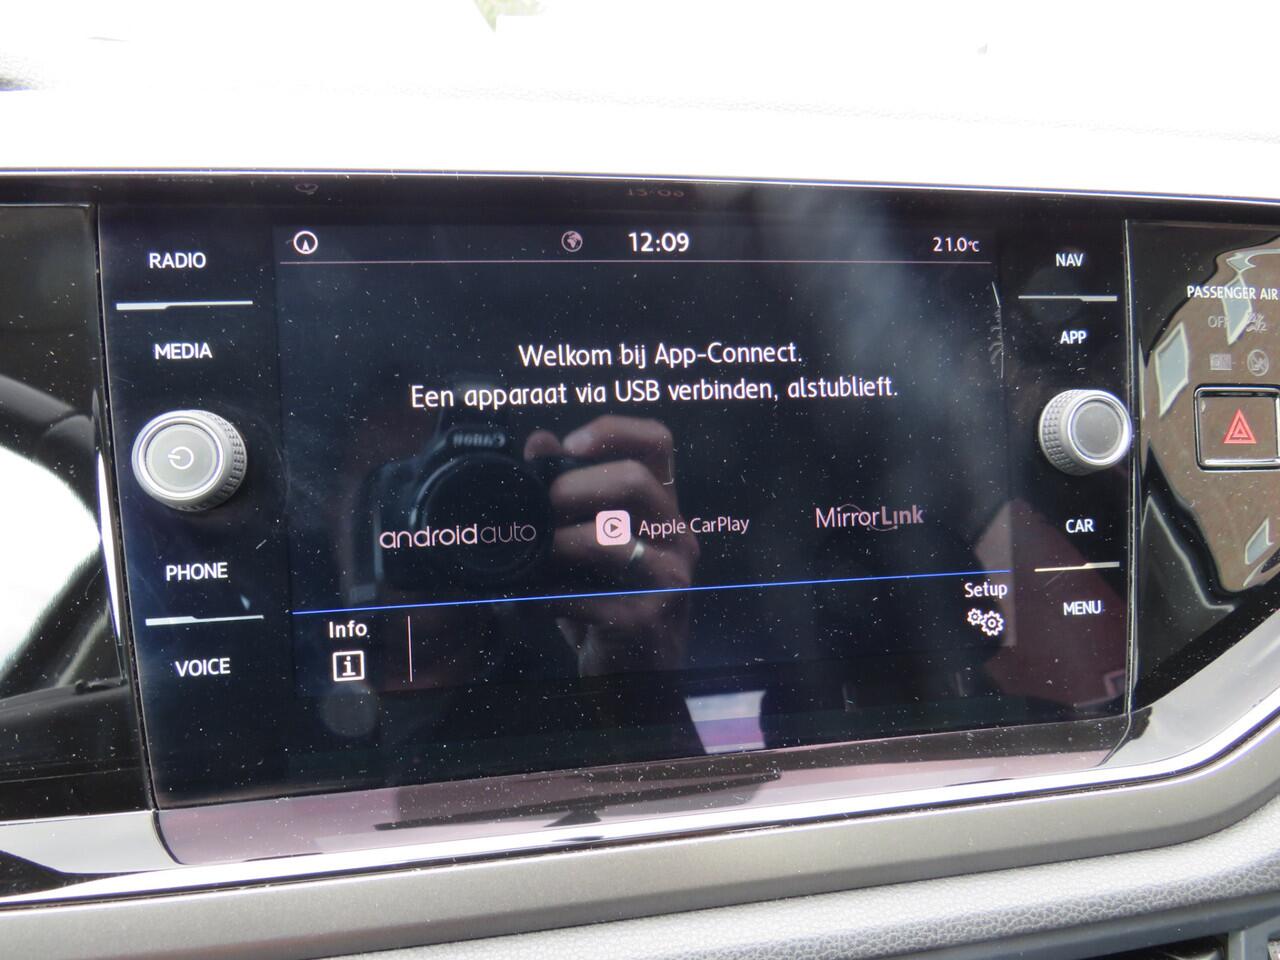 12:09
21.0°C
RADIO
MEDIA
PHONE
VOICE
Welkom bij App-Connect.
Een apparaat via USB verbinden, alstublieft.
androidauto
Apple CarPlay
MirrorLink
Info
i
Setup
NAV
APP
CAR
MENU
PASSENGER AIR
Canon